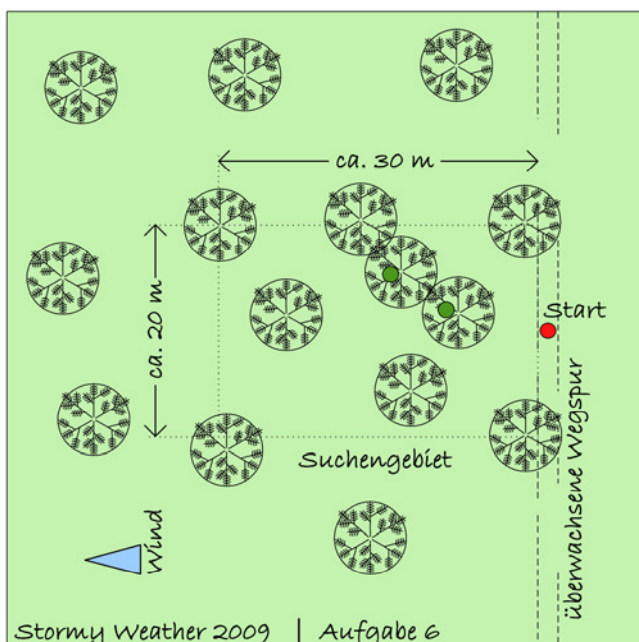 ca. 30 m
ca. 20 m
Start
überwachsene Wegspur
Suchengebiet
Wind
Stormy Weather 2009 | Aufgabe 6